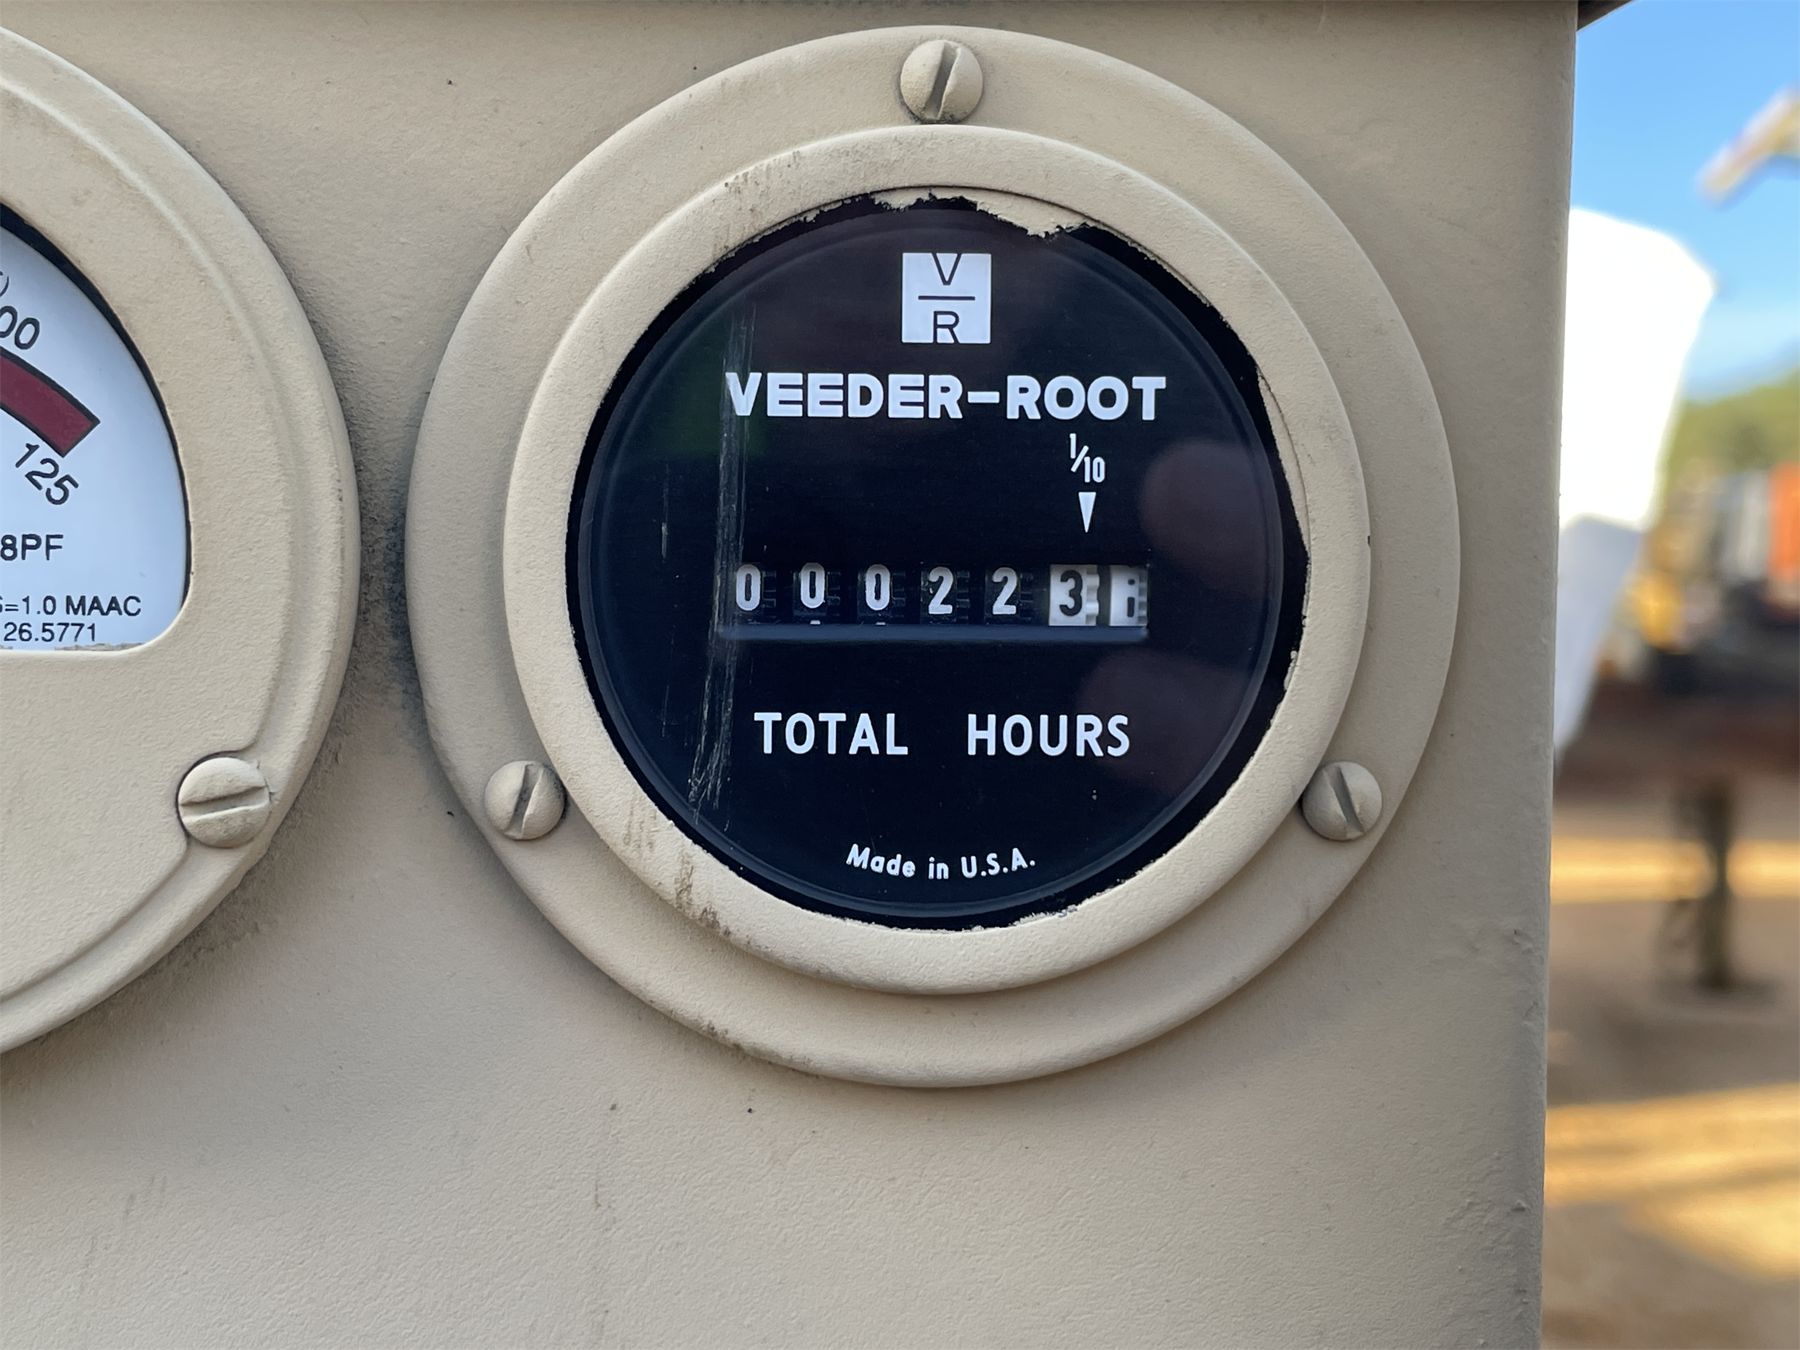 00
125
8PF
=1.0 MAAC
26.5771
V
R
VEEDER-ROOT
1/10
0 0 0 2 2 3
TOTAL HOURS
Made in U.S.A.